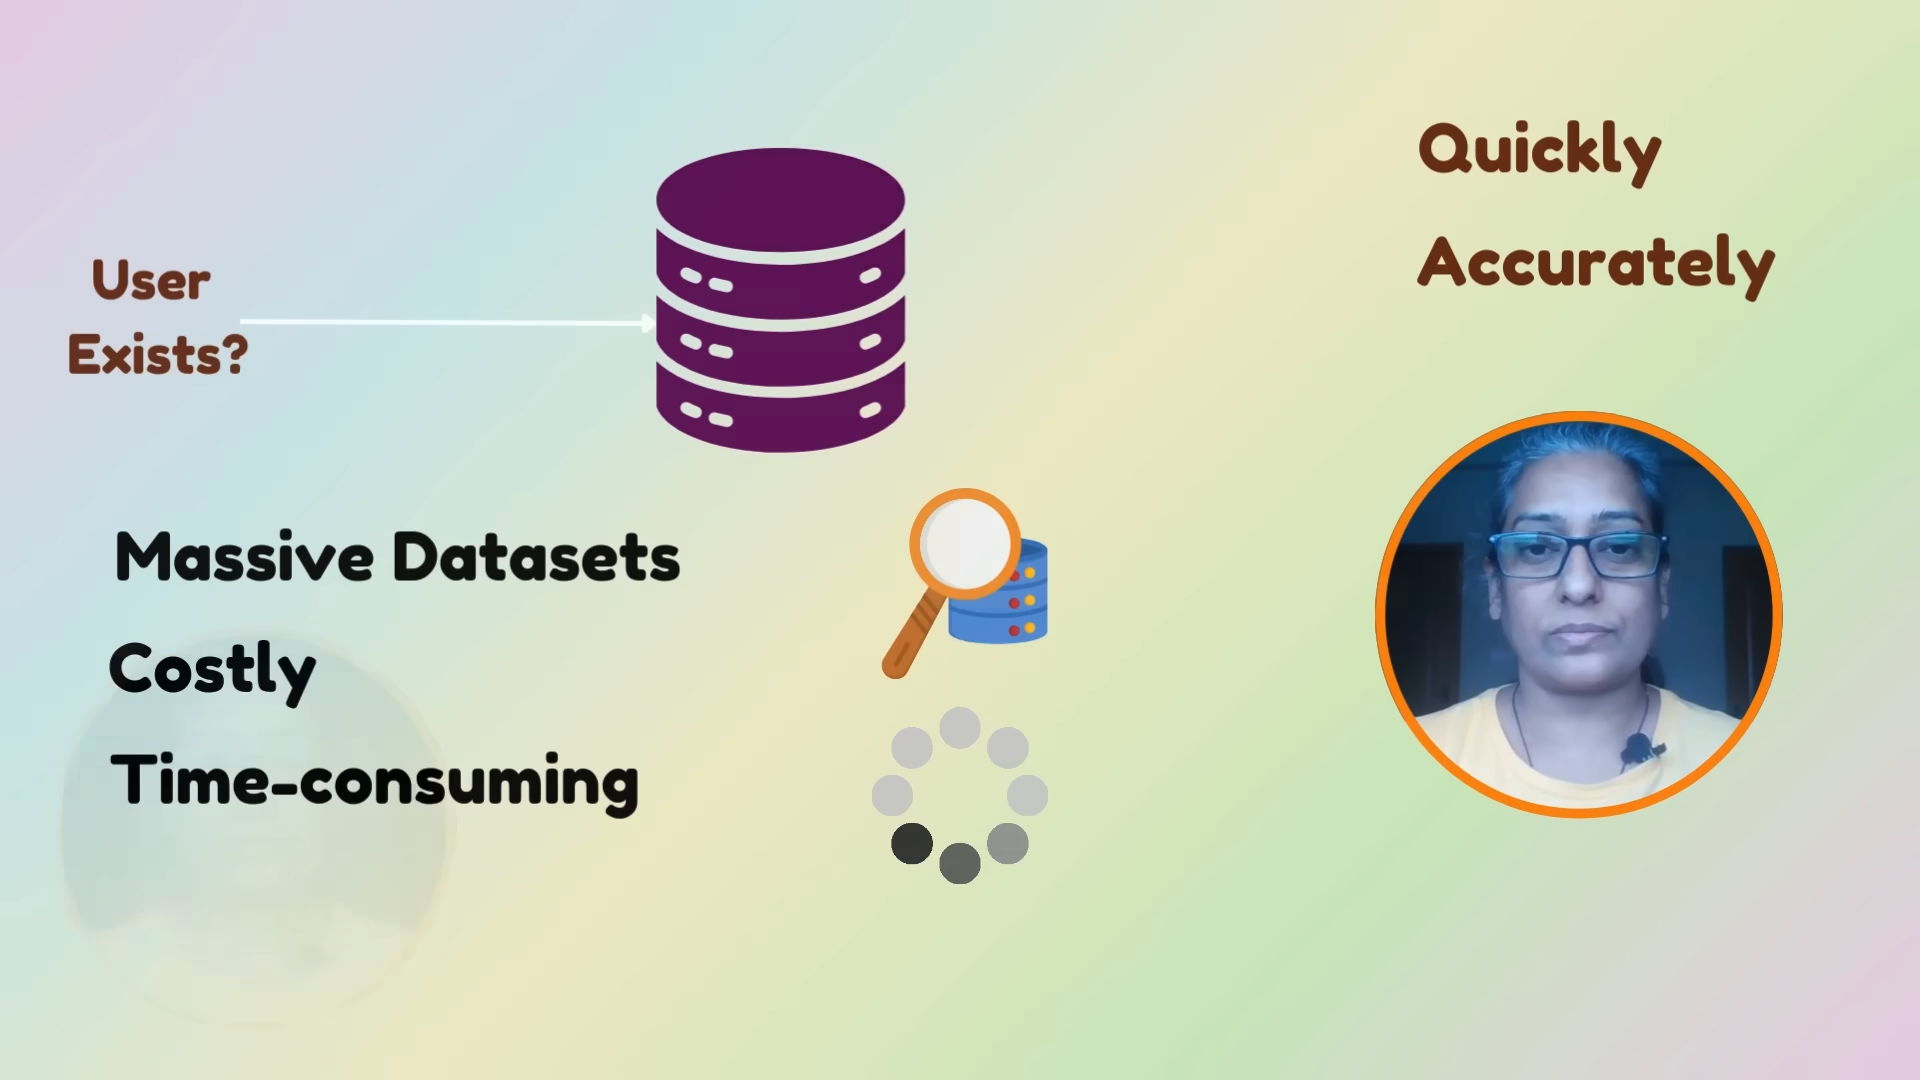 User
Exists?
Quickly
Accurately
Massive Datasets
Costly
Time-consuming